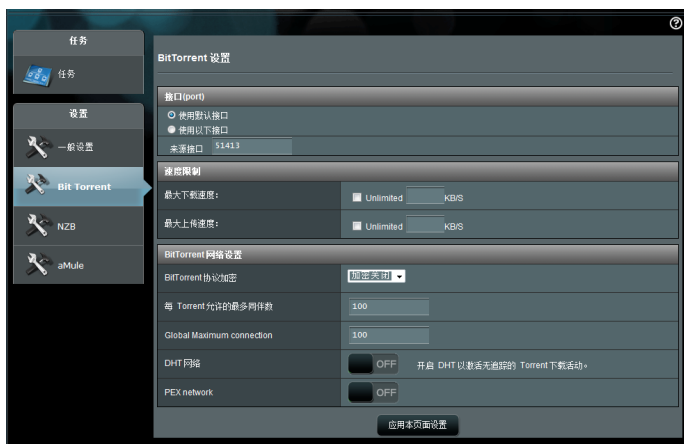 任务
任务
设置
一般设置
Bit Torrent
NZB
aMule
BitTorrent 设置
接口(port)
使用默认接口
使用以下接口
来源接口 51413
速度限制
最大下载速度: Unlimited KB/S
最大上传速度: Unlimited KB/S
BitTorrent 网络设置
BitTorrent 协议加密 加密关闭
每 Torrent 允许的最多同伴数 100
Global Maximum connection 100
DHT 网络 OFF 开启 DHT 以激活无追踪的 Torrent 下载活动。
PEX network OFF
应用本页面设置